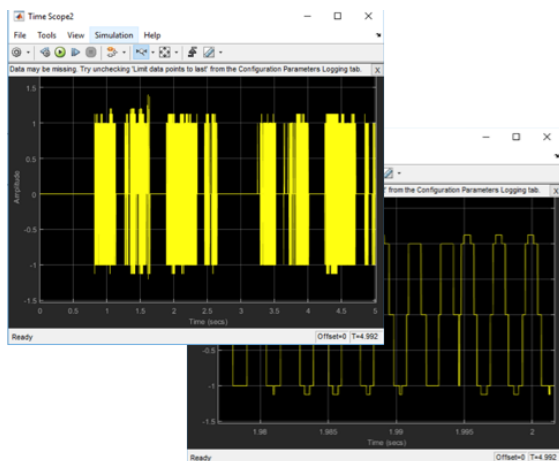 Time Scope2
File Tools View Simulation Help
Data may be missing. Try unchecking 'Limit data points to last' from the Configuration Parameters Logging tab. X
1.5
1
0.5
0
-0.5
-1
-1.5
Amplitude
0 0.5 1 1.5 2 2.5 3 3.5 4 4.5 5
Time (secs)
Ready Offset=0 T=4.992
' from the Configuration Parameters Logging tab. X
-0.5
-1
-1.5
1.98 1.985 1.99 1.995 2
Time (secs)
Ready Offset=0 T=4.992